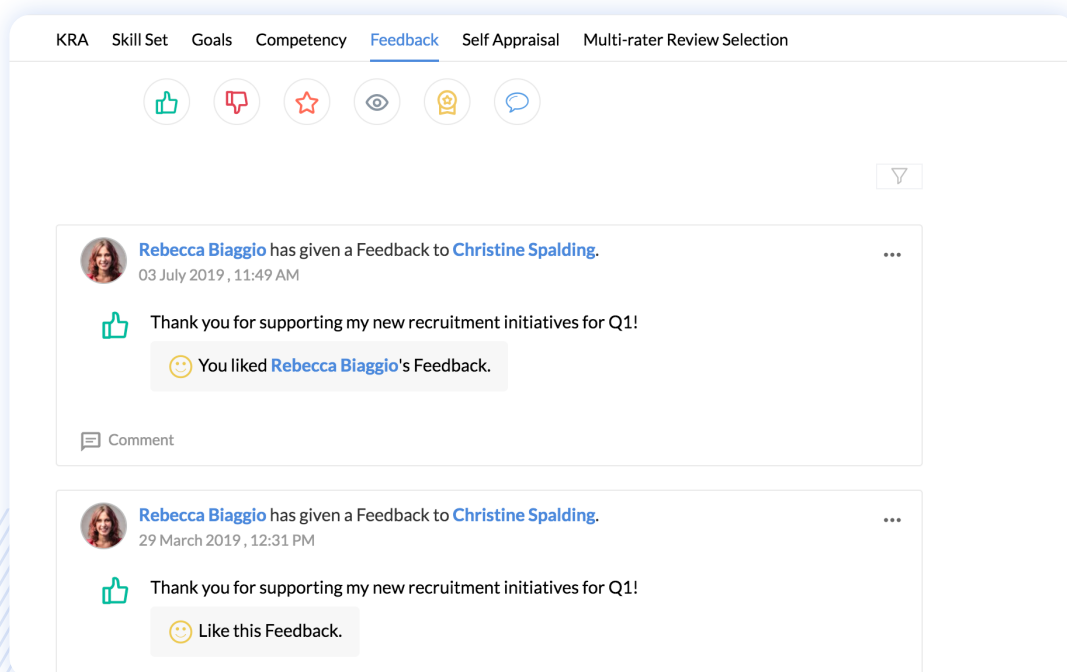 KRA Skill Set Goals Competency Feedback Self Appraisal Multi-rater Review Selection
Rebecca Biaggio has given a Feedback to Christine Spalding.
03 July 2019 , 11:49 AM
Thank you for supporting my new recruitment initiatives for Q1!
You liked Rebecca Biaggio's Feedback.
Comment
Rebecca Biaggio has given a Feedback to Christine Spalding.
29 March 2019 , 12:31 PM
Thank you for supporting my new recruitment initiatives for Q1!
Like this Feedback.